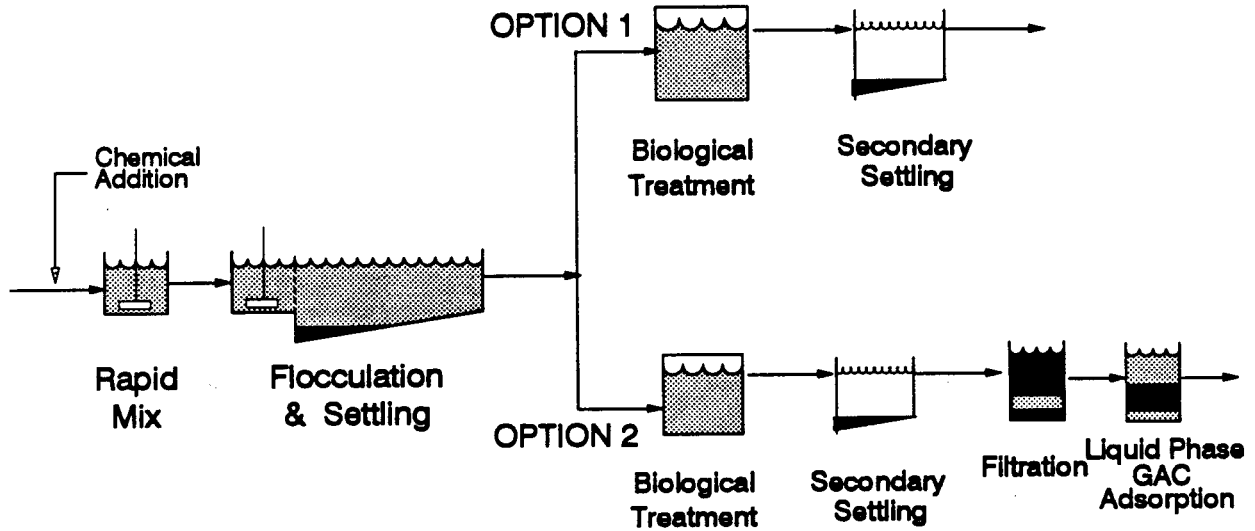 OPTION 1
Biological
Treatment
Secondary
Settling
Chemical
Addition
Rapid
Mix
Flocculation
& Settling
OPTION 2
Biological
Treatment
Secondary
Settling
Filtration
Liquid Phase
GAC
Adsorption